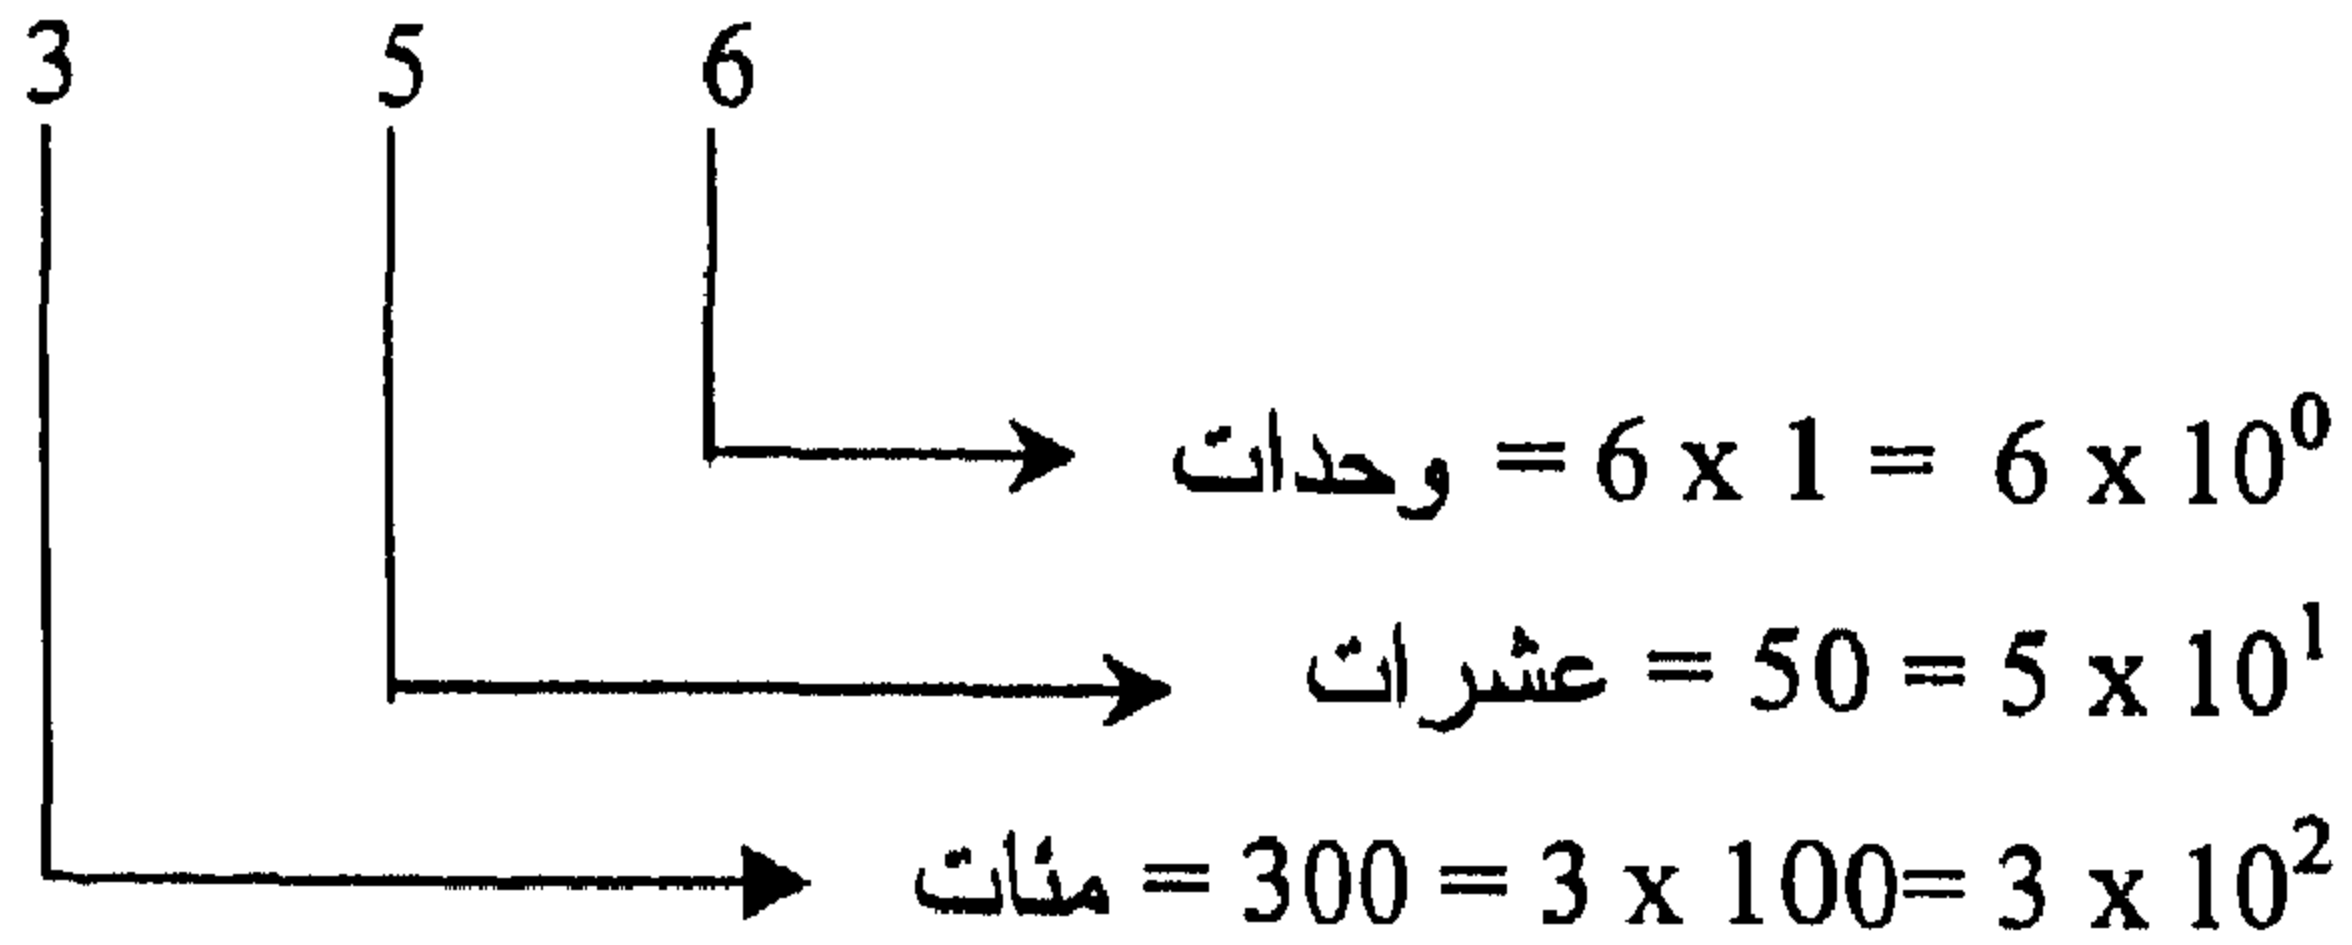 3 5 6
وحدات = 6 x 1 = 6 x 10⁰
عشرات = 50 = 5 x 10¹
مئات = 300 = 3 x 100= 3 x 10²